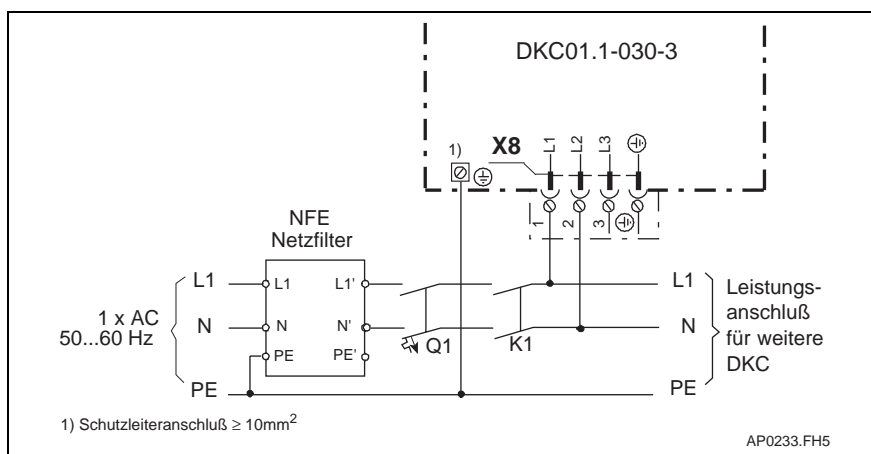 DKC01.1-030-3
X8
L1
L2
L3
1)
1
2
3
NFE
Netzfilter
L1
L1
L1'
L1
N
N
N'
N
PE
PE'
PE
PE
Q1
K1
1 x AC
50...60 Hz
Leistungs-
anschluß
für weitere
DKC
1) Schutzleiteranschluß ≥ 10mm²
AP0233.FH5